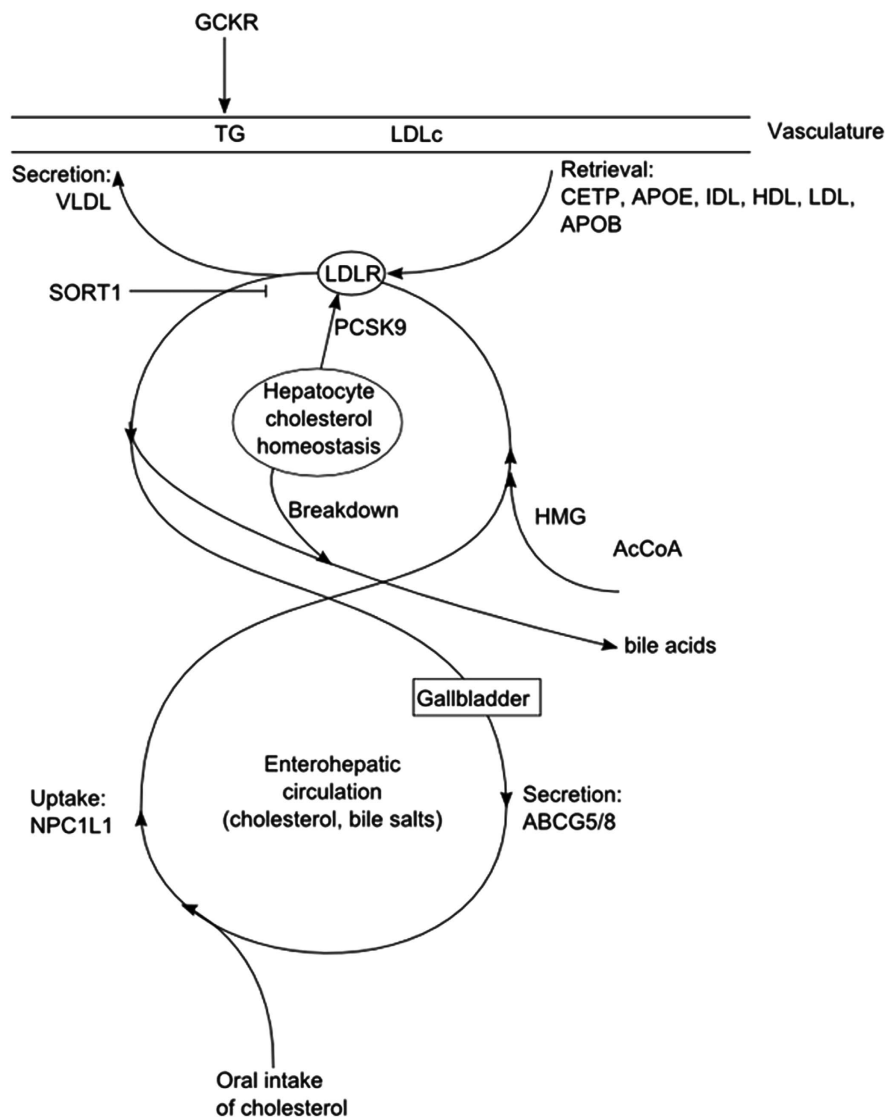 GCKR
TG
LDLc
Vasculature
Secretion:
VLDL
Retrieval:
CETP, APOE, IDL, HDL, LDL,
APOB
LDLR
SORT1
PCSK9
Hepatocyte
cholesterol
homeostasis
Breakdown
HMG
AcCoA
bile acids
Gallbladder
Enterohepatic
circulation
(cholesterol, bile salts)
Uptake:
NPC1L1
Secretion:
ABCG5/8
Oral intake
of cholesterol